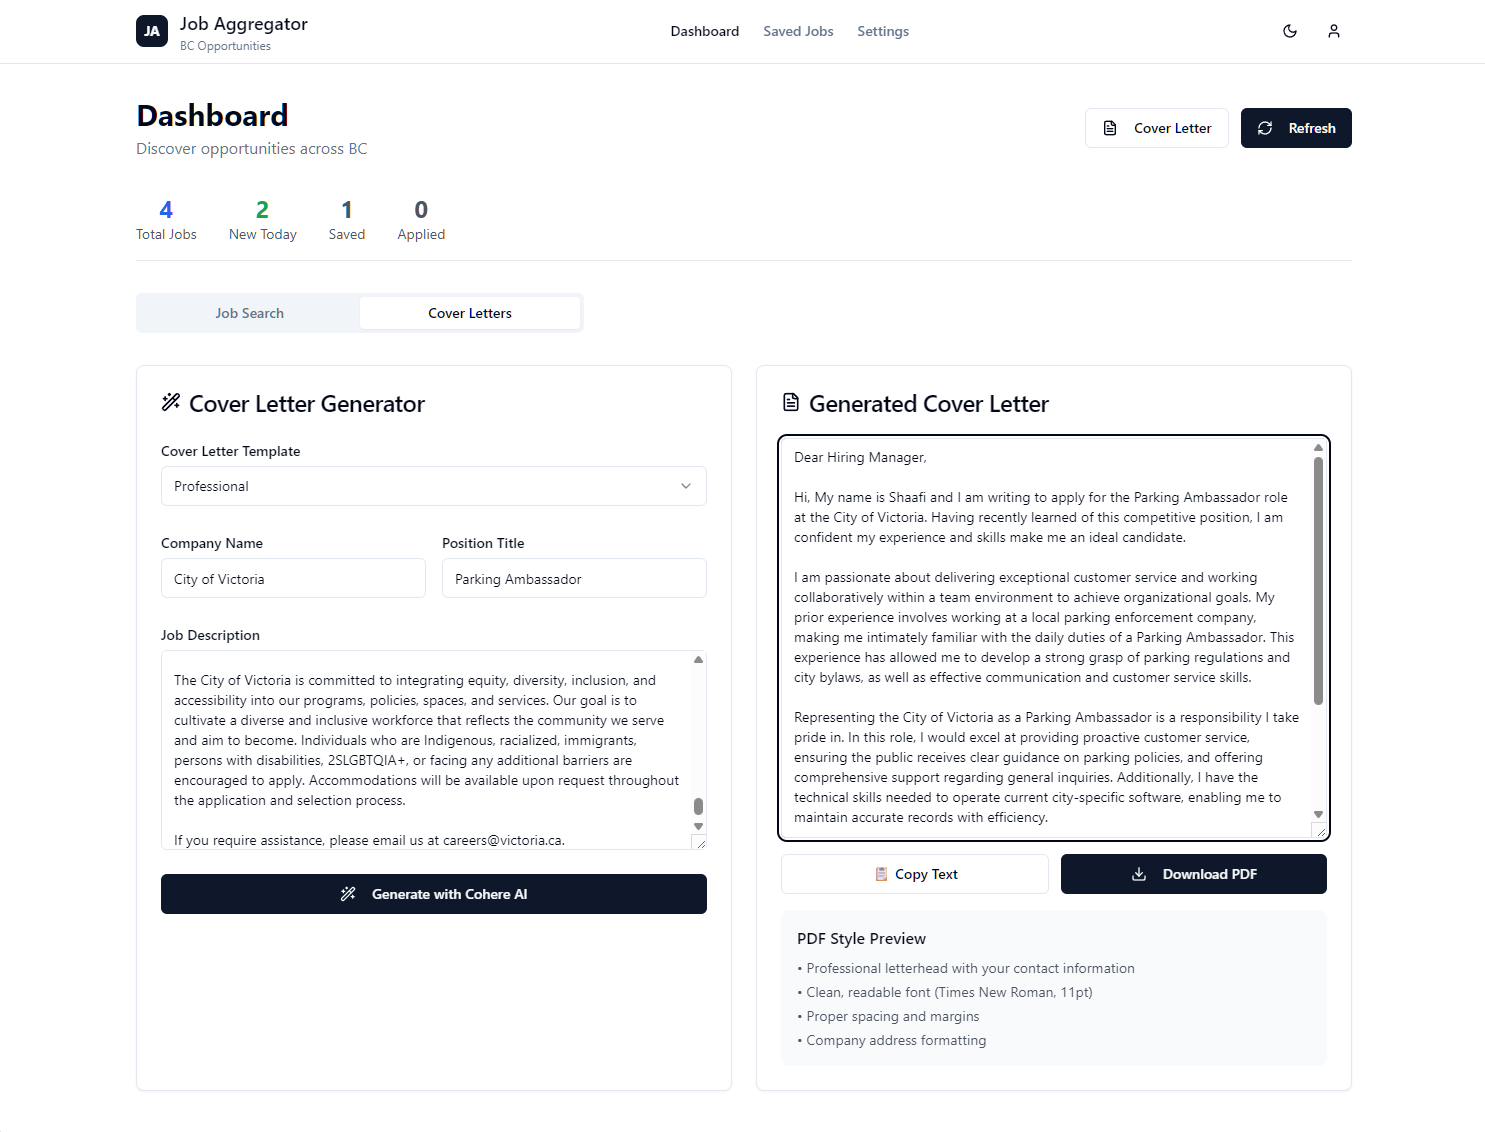 JA
Job Aggregator
BC Opportunities
Dashboard
Saved Jobs
Settings
Dashboard
Discover opportunities across BC
Cover Letter
Refresh
4
Total Jobs
2
New Today
1
Saved
0
Applied
Job Search
Cover Letters
Cover Letter Generator
Cover Letter Template
Professional
Company Name
City of Victoria
Position Title
Parking Ambassador
Job Description
The City of Victoria is committed to integrating equity, diversity, inclusion, and
accessibility into our programs, policies, spaces, and services. Our goal is to
cultivate a diverse and inclusive workforce that reflects the community we serve
and aim to become. Individuals who are Indigenous, racialized, immigrants,
persons with disabilities, 2SLGBTQIA+, or facing any additional barriers are
encouraged to apply. Accommodations will be available upon request throughout
the application and selection process.
If you require assistance, please email us at careers@victoria.ca.
Generate with Cohere AI
Generated Cover Letter
Dear Hiring Manager,
Hi, My name is Shaafi and I am writing to apply for the Parking Ambassador role
at the City of Victoria. Having recently learned of this competitive position, I am
confident my experience and skills make me an ideal candidate.
I am passionate about delivering exceptional customer service and working
collaboratively within a team environment to achieve organizational goals. My
prior experience involves working at a local parking enforcement company,
making me intimately familiar with the daily duties of a Parking Ambassador. This
experience has allowed me to develop a strong grasp of parking regulations and
city bylaws, as well as effective communication and customer service skills.
Representing the City of Victoria as a Parking Ambassador is a responsibility I take
pride in. In this role, I would excel at providing proactive customer service,
ensuring the public receives clear guidance on parking policies, and offering
comprehensive support regarding general inquiries. Additionally, I have the
technical skills needed to operate current city-specific software, enabling me to
maintain accurate records with efficiency.
Copy Text
Download PDF
PDF Style Preview
• Professional letterhead with your contact information
• Clean, readable font (Times New Roman, 11pt)
• Proper spacing and margins
• Company address formatting